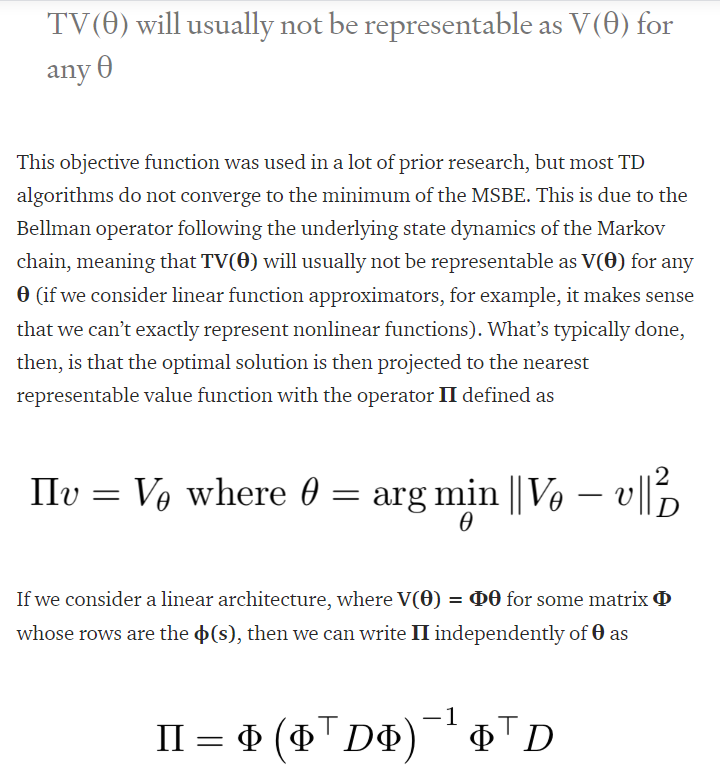 TV(θ) will usually not be representable as V(θ) for
any θ
This objective function was used in a lot of prior research, but most TD
algorithms do not converge to the minimum of the MSBE. This is due to the
Bellman operator following the underlying state dynamics of the Markov
chain, meaning that TV(θ) will usually not be representable as V(θ) for any
θ (if we consider linear function approximators, for example, it makes sense
that we can’t exactly represent nonlinear functions). What’s typically done,
then, is that the optimal solution is then projected to the nearest
representable value function with the operator Π defined as
Πv = V_θ where θ = arg min_θ ‖V_θ − v‖²_D
If we consider a linear architecture, where V(θ) = Φθ for some matrix Φ
whose rows are the ϕ(s), then we can write Π independently of θ as
Π = Φ (Φ^⊤ DΦ)^−1 Φ^⊤ D